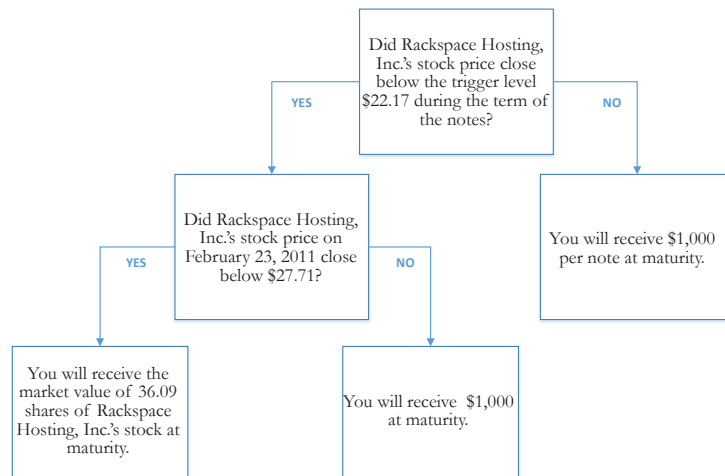 Did Rackspace Hosting,
Inc.'s stock price close
below the trigger level
$22.17 during the term of
the notes?
YES
NO
Did Rackspace Hosting,
Inc.'s stock price on
February 23, 2011 close
below $27.71?
You will receive $1,000
per note at maturity.
YES
NO
You will receive the
market value of 36.09
shares of Rackspace
Hosting, Inc.'s stock at
maturity.
You will receive $1,000
at maturity.